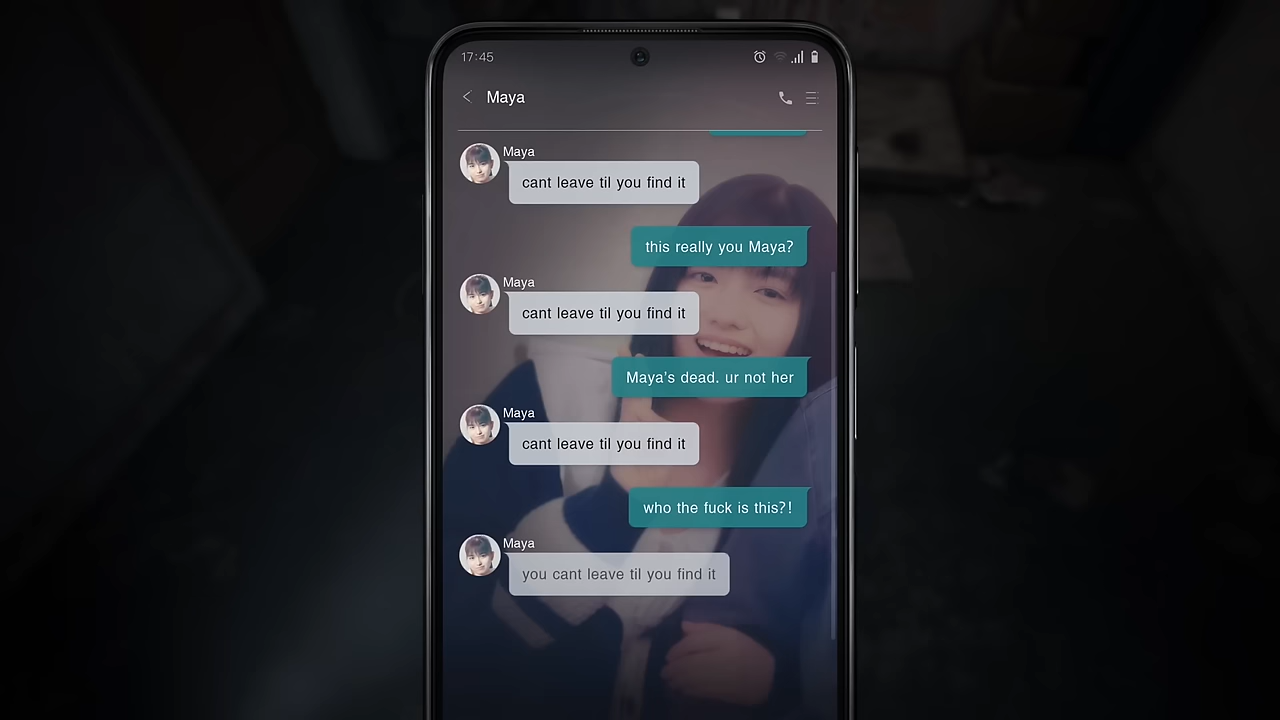 17:45
Maya
Maya
cant leave til you find it
this really you Maya?
Maya
cant leave til you find it
Maya's dead. ur not her
Maya
cant leave til you find it
who the fuck is this?!
Maya
you cant leave til you find it